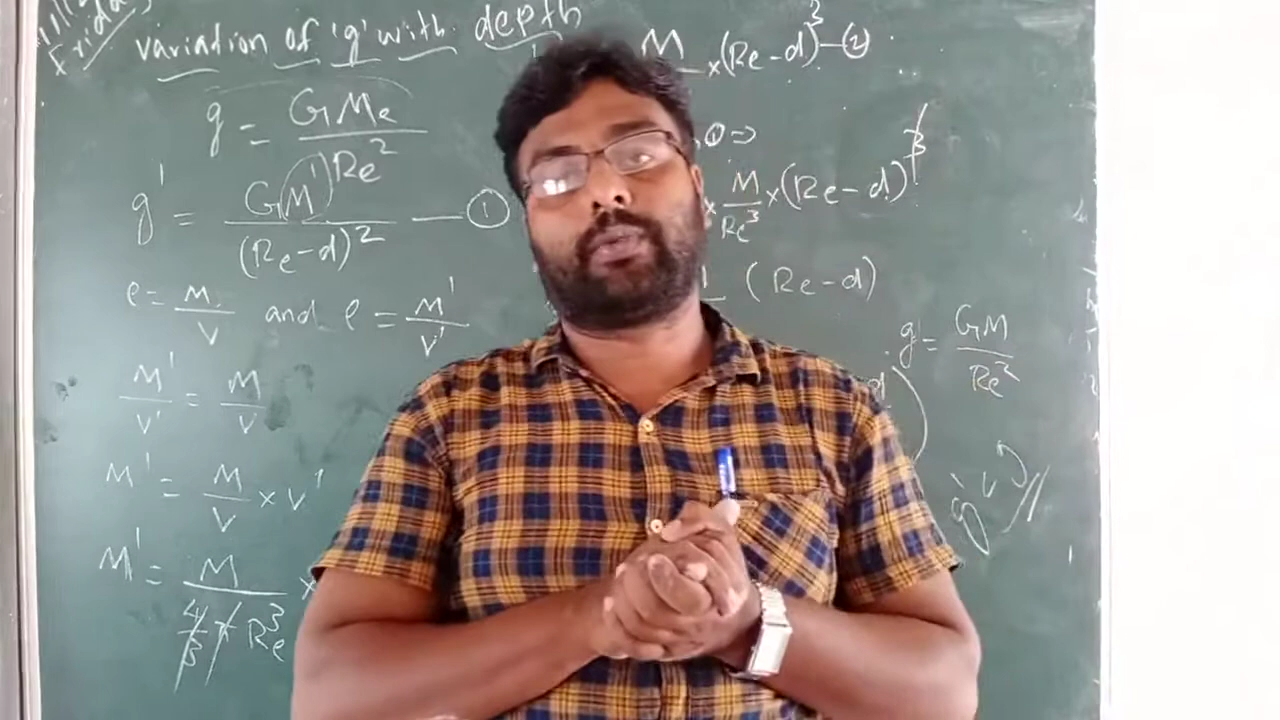 Friday
variation of 'g' with depth
g = GMe / Re²
g' = GM' / (Re-d)² — ①
e = M / V and e = M' / V'
M' / V' = M / V
M' = M / V × V'
M' = M / 4/3 π Re³ ×
M × (Re-d)³ — ②
① ⇒
× M / Re³ × (Re-d)³
(Re-d)
g = GM / Re²